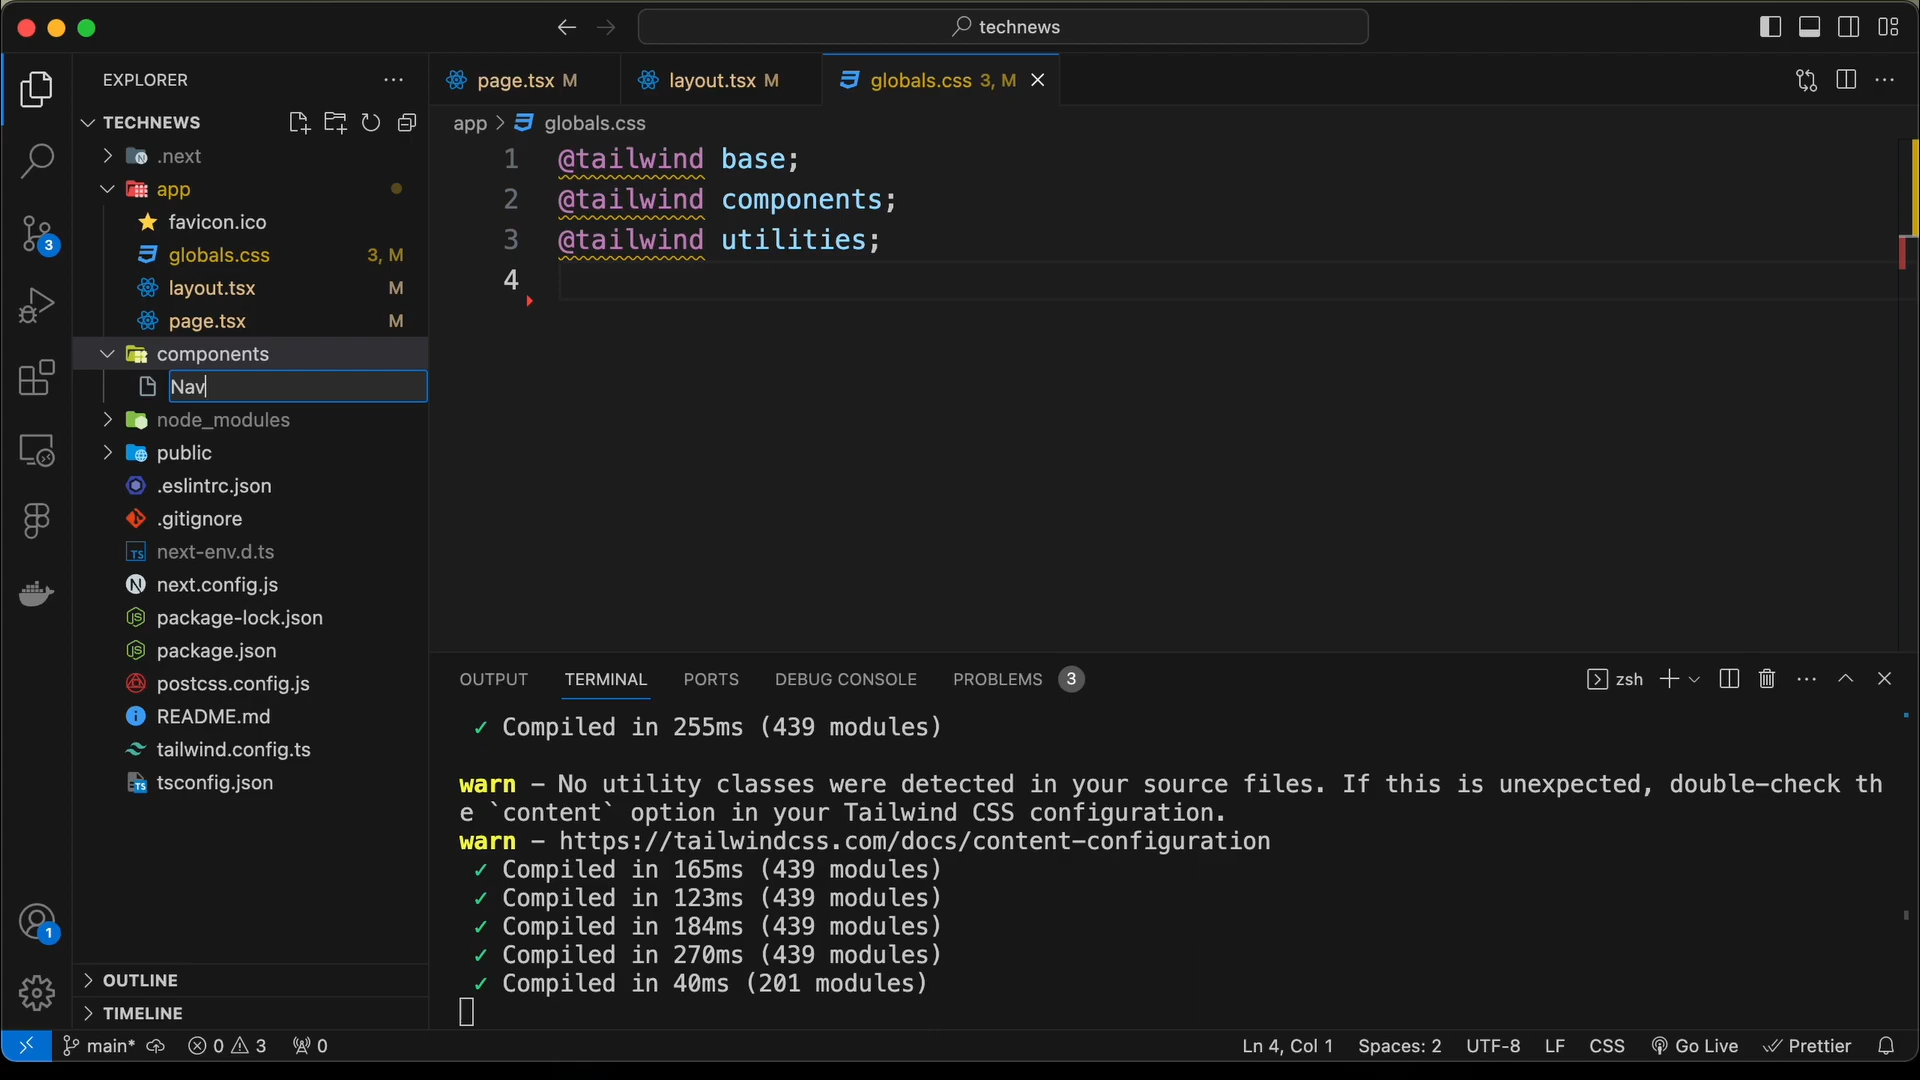 technews
EXPLORER
TECHNEWS
.next
app
favicon.ico
globals.css 3, M
layout.tsx M
page.tsx M
components
Nav
node_modules
public
.eslintrc.json
.gitignore
next-env.d.ts
next.config.js
package-lock.json
package.json
postcss.config.js
README.md
tailwind.config.ts
tsconfig.json
OUTLINE
TIMELINE
3
1
page.tsx M
layout.tsx M
globals.css 3, M
app > globals.css
1 @tailwind base;
2 @tailwind components;
3 @tailwind utilities;
4
OUTPUT TERMINAL PORTS DEBUG CONSOLE PROBLEMS 3
zsh
✓ Compiled in 255ms (439 modules)
warn – No utility classes were detected in your source files. If this is unexpected, double-check th
e `content` option in your Tailwind CSS configuration.
warn – https://tailwindcss.com/docs/content-configuration
✓ Compiled in 165ms (439 modules)
✓ Compiled in 123ms (439 modules)
✓ Compiled in 184ms (439 modules)
✓ Compiled in 270ms (439 modules)
✓ Compiled in 40ms (201 modules)
main* 0 3 0
Ln 4, Col 1 Spaces: 2 UTF-8 LF CSS Go Live Prettier